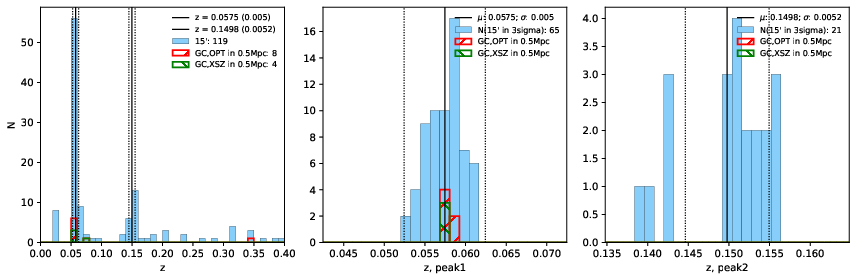 z = 0.0575 (0.005)
z = 0.1498 (0.0052)
15': 119
GC,OPT in 0.5Mpc: 8
GC,XSZ in 0.5Mpc: 4
N
50
40
30
20
10
0
0.00 0.05 0.10 0.15 0.20 0.25 0.30 0.35 0.40
z
μ: 0.0575; σ: 0.005
N(15' in 3sigma): 65
GC,OPT in 0.5Mpc
GC,XSZ in 0.5Mpc
16
14
12
10
8
6
4
2
0
0.045 0.050 0.055 0.060 0.065 0.070
z, peak1
μ: 0.1498; σ: 0.0052
N(15' in 3sigma): 21
GC,OPT in 0.5Mpc
GC,XSZ in 0.5Mpc
4.0
3.5
3.0
2.5
2.0
1.5
1.0
0.5
0.0
0.135 0.140 0.145 0.150 0.155 0.160
z, peak2